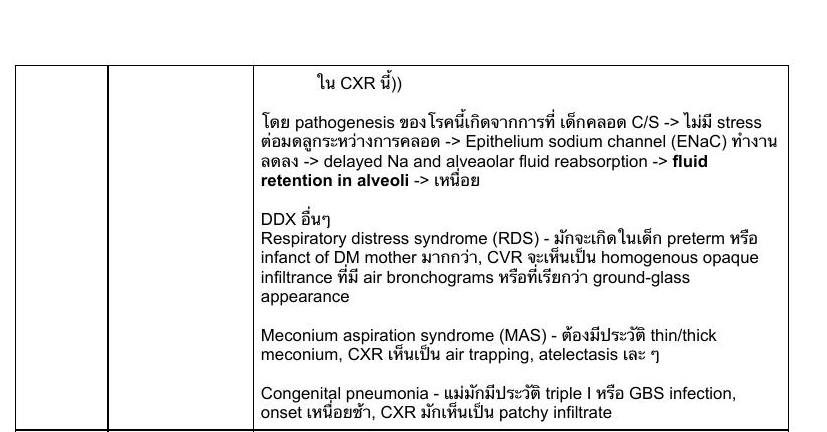 ใน CXR นี้))
โดย pathogenesis ของโรคนี้เกิดจากการที่ เด็กคลอด C/S -> ไม่มี stress
ต่อมดลูกระหว่างการคลอด -> Epithelium sodium channel (ENaC) ทำงาน
ลดลง -> delayed Na and alveaolar fluid reabsorption -> fluid
retention in alveoli -> เหนื่อย
DDX อื่นๆ
Respiratory distress syndrome (RDS) - มักจะเกิดในเด็ก preterm หรือ
infanct of DM mother มากกว่า, CVR จะเห็นเป็น homogenous opaque
infiltrance ที่มี air bronchograms หรือที่เรียกว่า ground-glass
appearance
Meconium aspiration syndrome (MAS) - ต้องมีประวัติ thin/thick
meconium, CXR เห็นเป็น air trapping, atelectasis เละ ๆ
Congenital pneumonia - แม่มักมีประวัติ triple I หรือ GBS infection,
onset เหนื่อยช้า, CXR มักเห็นเป็น patchy infiltrate